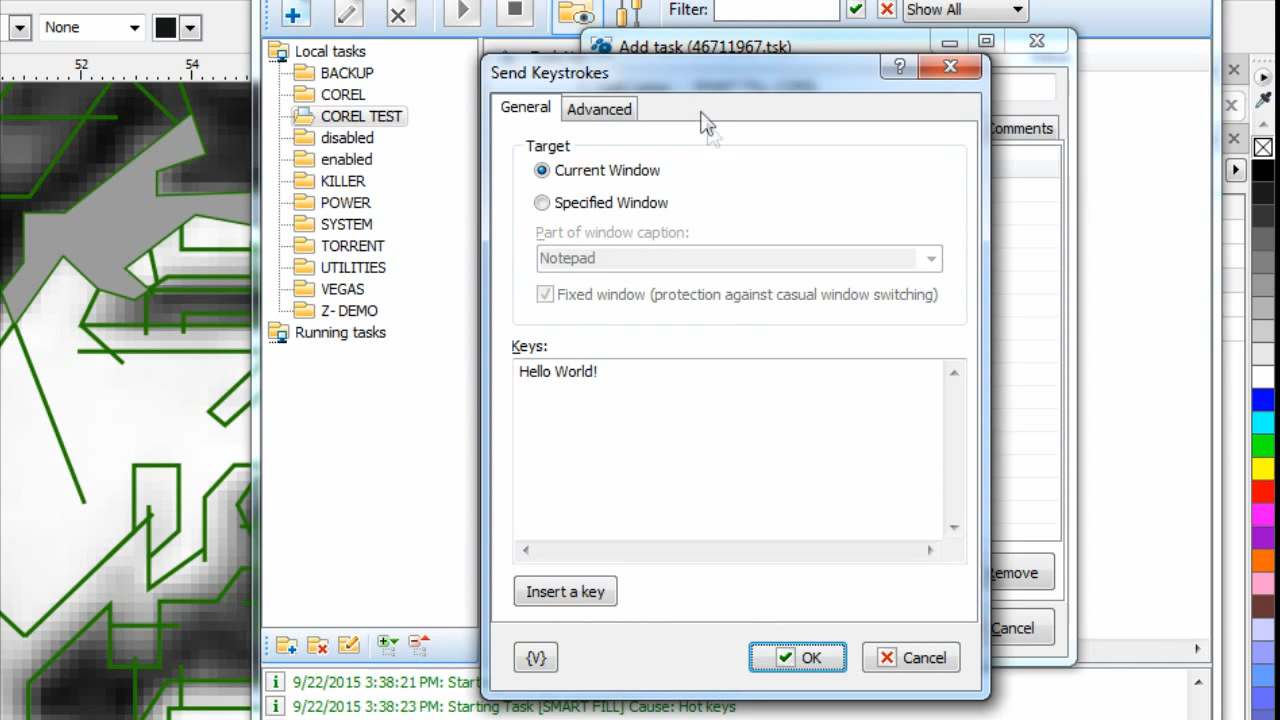 None
52
54
Filter:
Show All
Local tasks
BACKUP
COREL
COREL TEST
disabled
enabled
KILLER
POWER
SYSTEM
TORRENT
UTILITIES
VEGAS
Z- DEMO
Running tasks
Add task (46711967.tsk)
Comments
Send Keystrokes
?
General
Advanced
Target
Current Window
Specified Window
Part of window caption:
Notepad
Fixed window (protection against casual window switching)
Keys:
Hello World!
Insert a key
{V}
OK
Cancel
emove
Cancel
9/22/2015 3:38:21 PM: Start
9/22/2015 3:38:23 PM: Starting Task [SMART FILL] Cause: Hot keys